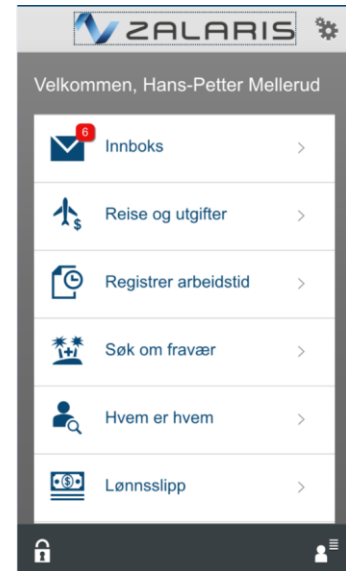 ZALARIS
Velkommen, Hans-Petter Mellerud
6
Innboks
$
Reise og utgifter
Registrer arbeidstid
Søk om fravær
Hvem er hvem
$
Lønnsslipp